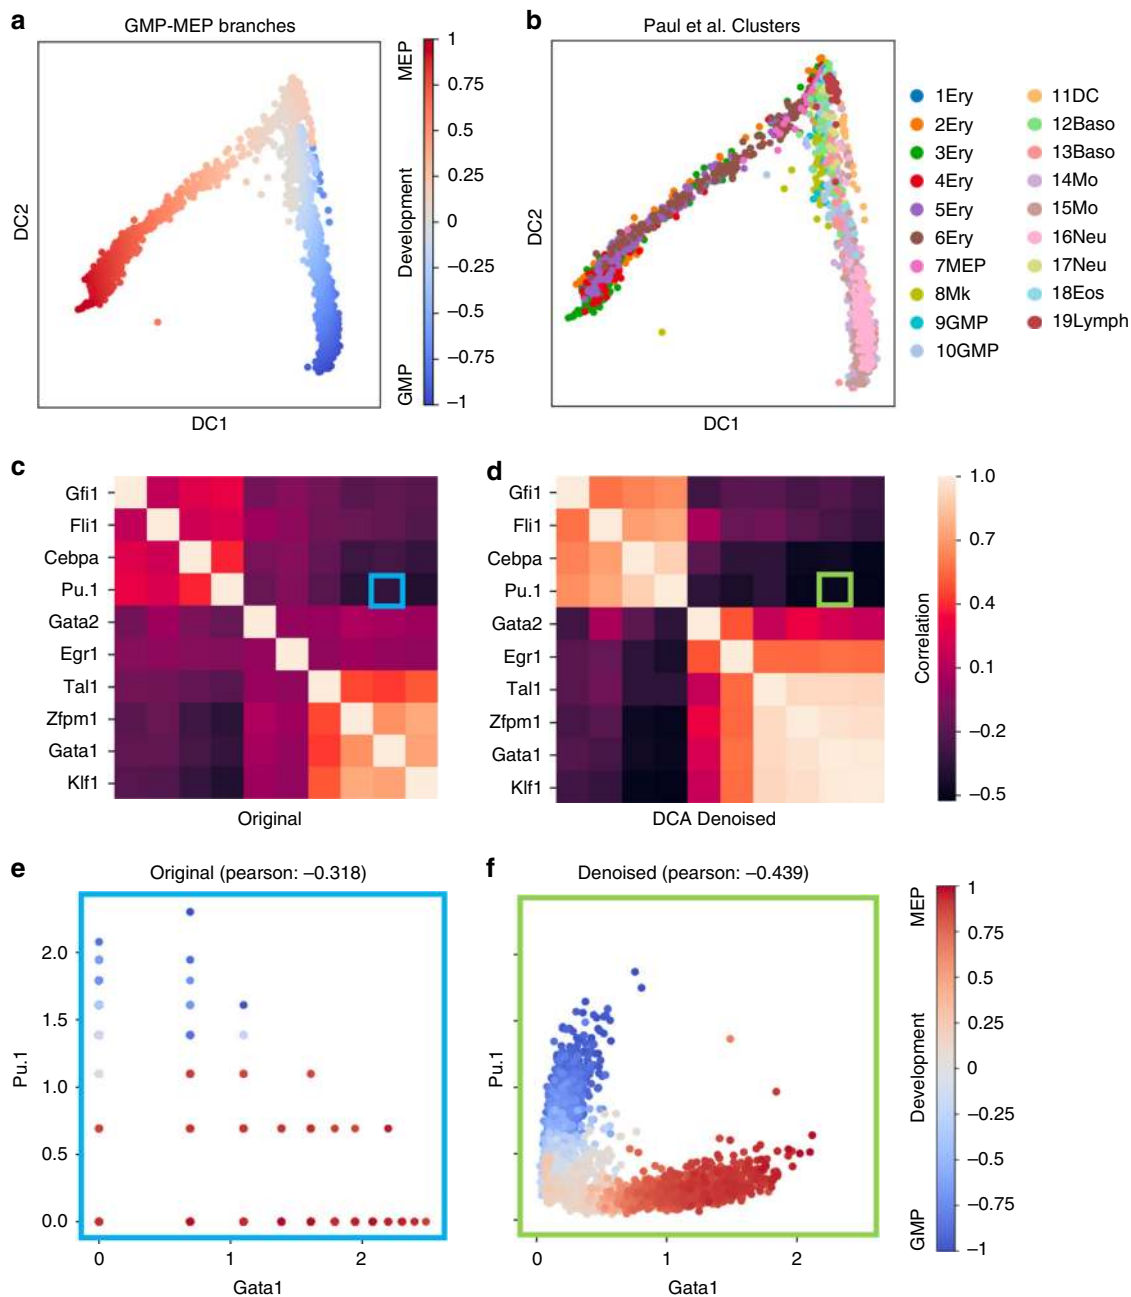 a
GMP-MEP branches
DC2
DC1
MEP
Development
GMP
1
0.75
0.5
0.25
0
−0.25
−0.5
−0.75
−1
b
Paul et al. Clusters
DC2
DC1
1Ery
2Ery
3Ery
4Ery
5Ery
6Ery
7MEP
8Mk
9GMP
10GMP
11DC
12Baso
13Baso
14Mo
15Mo
16Neu
17Neu
18Eos
19Lymph
c
Gfi1
Fli1
Cebpa
Pu.1
Gata2
Egr1
Tal1
Zfpm1
Gata1
Klf1
Original
d
Gfi1
Fli1
Cebpa
Pu.1
Gata2
Egr1
Tal1
Zfpm1
Gata1
Klf1
DCA Denoised
Correlation
1.0
0.7
0.4
0.1
−0.2
−0.5
e
Original (pearson: −0.318)
Pu.1
2.0
1.5
1.0
0.5
0.0
0
1
2
Gata1
f
Denoised (pearson: −0.439)
Pu.1
0
1
2
Gata1
MEP
Development
GMP
1
0.75
0.5
0.25
0
−0.25
−0.5
−0.75
−1